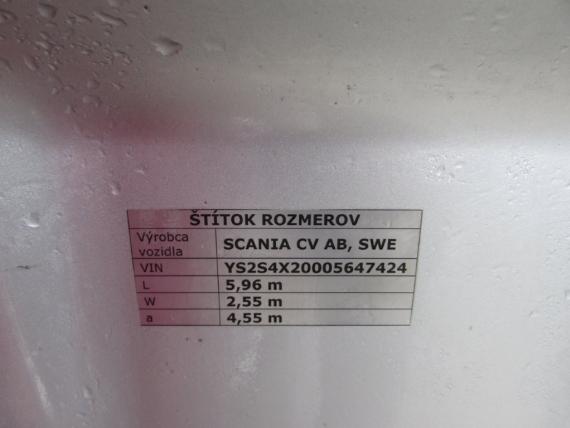 ŠTÍTOK ROZMEROV
Výrobca vozidla SCANIA CV AB, SWE
VIN YS2S4X20005647424
L 5,96 m
W 2,55 m
a 4,55 m